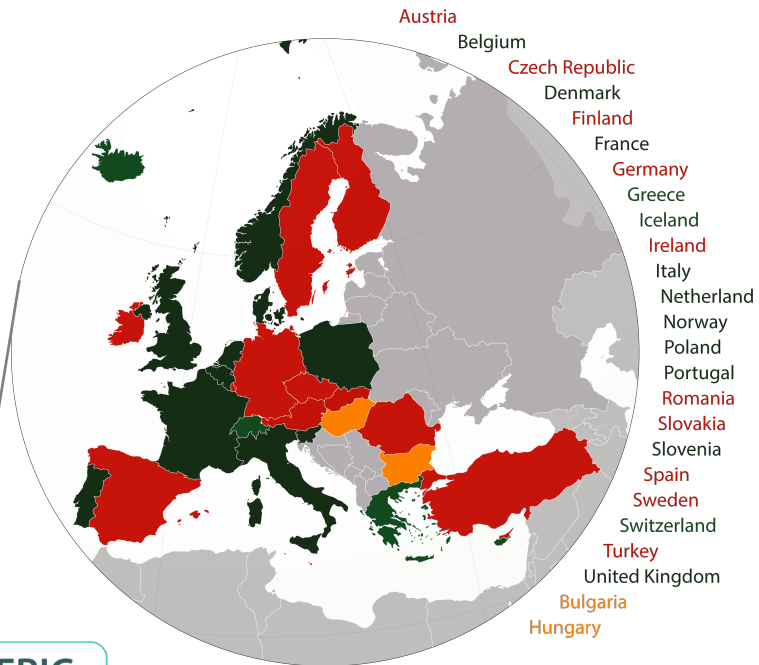 Austria
Belgium
Czech Republic
Denmark
Finland
France
Germany
Greece
Iceland
Ireland
Italy
Netherland
Norway
Poland
Portugal
Romania
Slovakia
Slovenia
Spain
Sweden
Switzerland
Turkey
United Kingdom
Bulgaria
Hungary